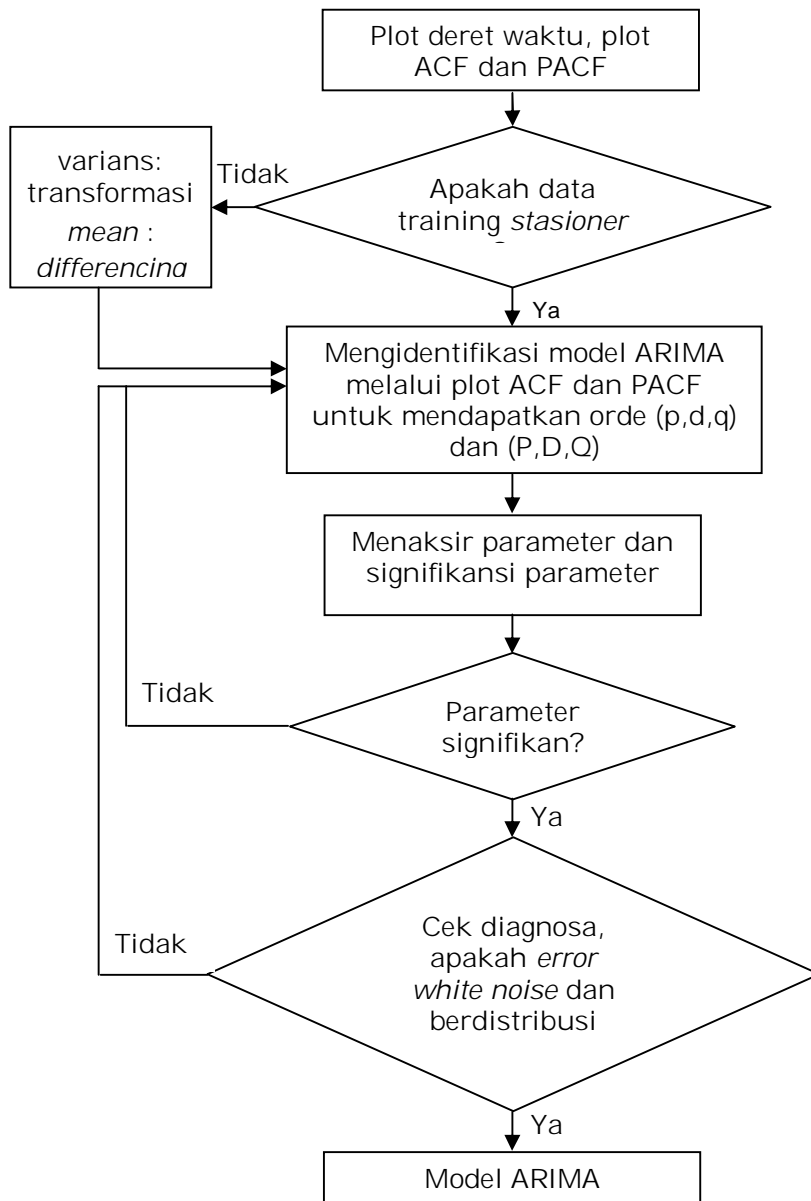 Plot deret waktu, plot
ACF dan PACF
varians:
transformasi
mean :
differencing
Tidak
Apakah data
training stasioner
Ya
Mengidentifikasi model ARIMA
melalui plot ACF dan PACF
untuk mendapatkan orde (p,d,q)
dan (P,D,Q)
Menaksir parameter dan
signifikansi parameter
Tidak
Parameter
signifikan?
Ya
Tidak
Cek diagnosa,
apakah error
white noise dan
berdistribusi
Ya
Model ARIMA